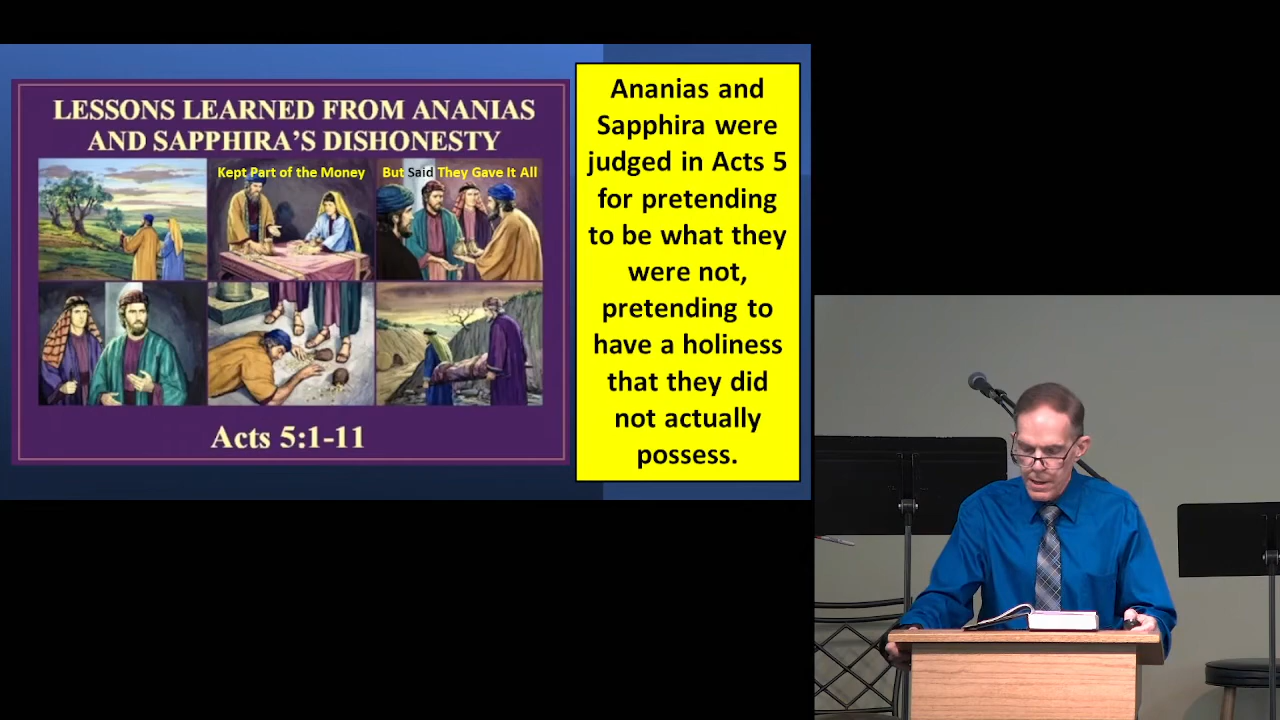 LESSONS LEARNED FROM ANANIAS
AND SAPPHIRA'S DISHONESTY
Kept Part of the Money
But Said They Gave It All
Acts 5:1-11
Ananias and
Sapphira were
judged in Acts 5
for pretending
to be what they
were not,
pretending to
have a holiness
that they did
not actually
possess.